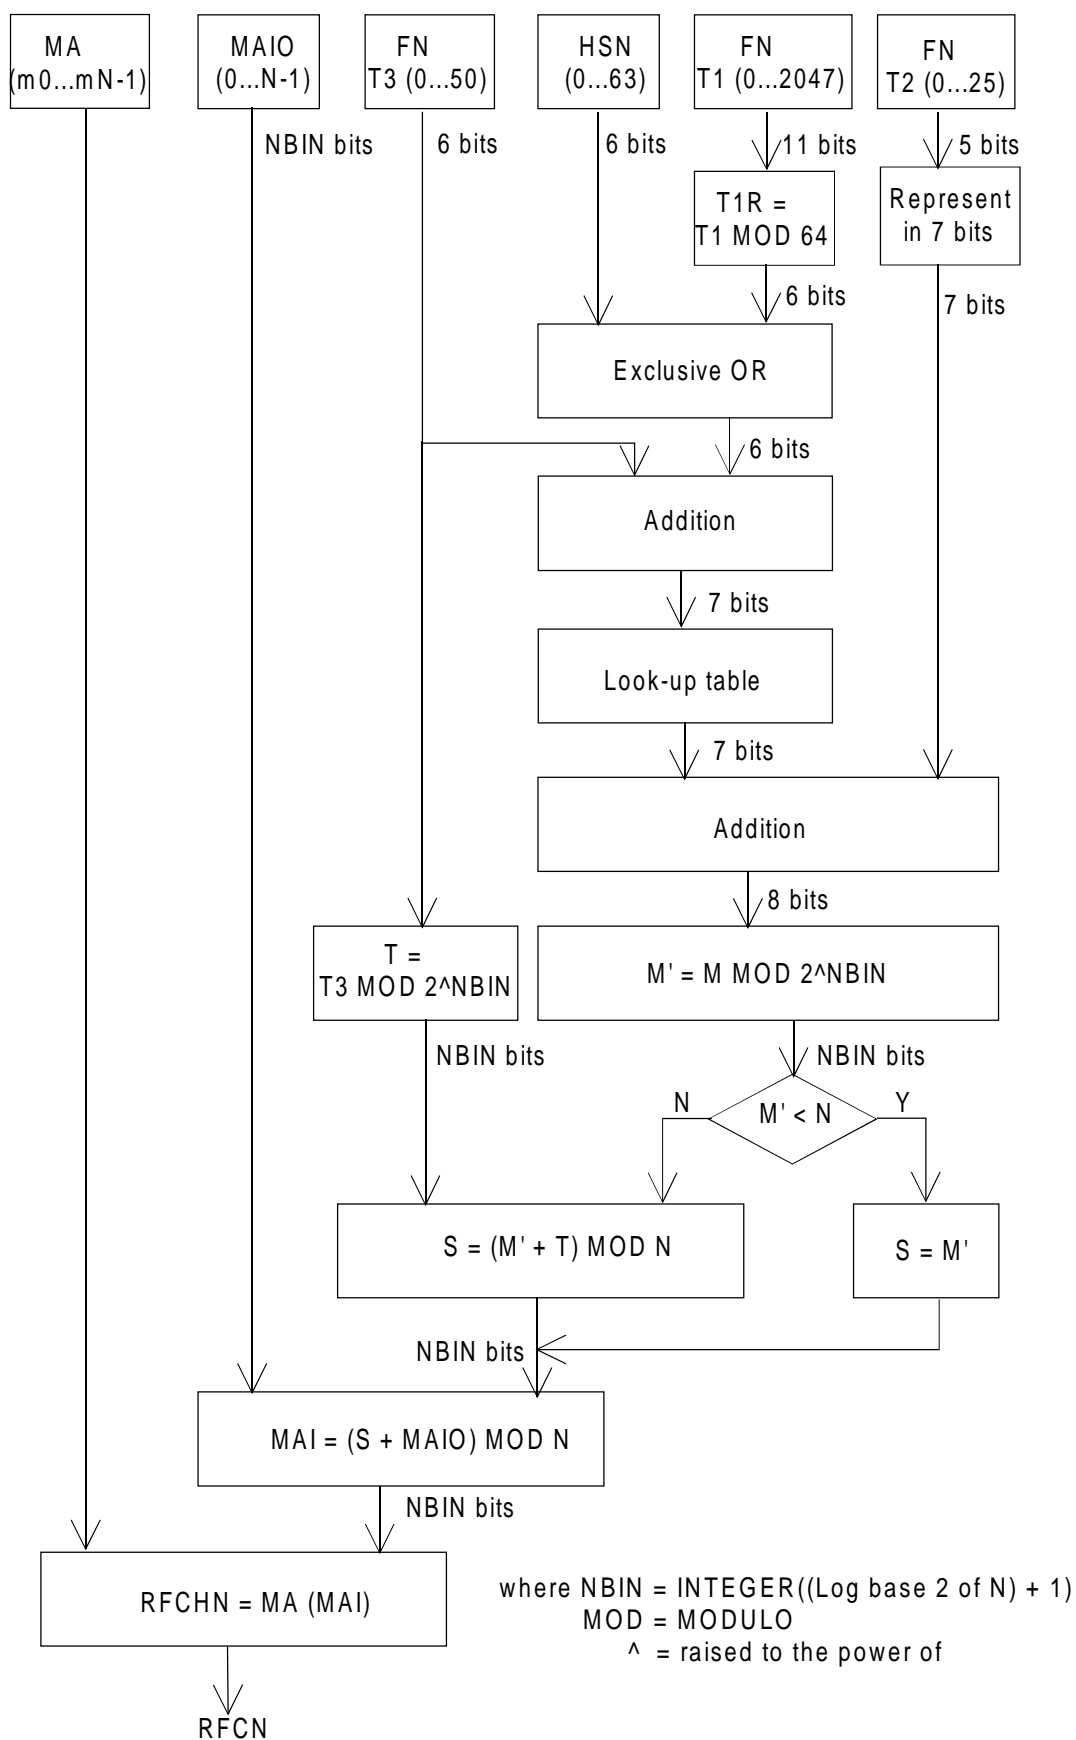 MA
(m0...mN-1)
MAIO
(0...N-1)
FN
T3 (0...50)
HSN
(0...63)
FN
T1 (0...2047)
FN
T2 (0...25)
NBIN bits
6 bits
6 bits
11 bits
5 bits
T1R =
T1 MOD 64
Represent
in 7 bits
6 bits
7 bits
Exclusive OR
6 bits
Addition
7 bits
Look-up table
7 bits
Addition
8 bits
T =
T3 MOD 2^NBIN
M' = M MOD 2^NBIN
NBIN bits
NBIN bits
N
M' < N
Y
S = (M' + T) MOD N
S = M'
NBIN bits
MAI = (S + MAIO) MOD N
NBIN bits
RFCHN = MA (MAI)
where NBIN = INTEGER((Log base 2 of N) + 1)
MOD = MODULO
^ = raised to the power of
RFCN